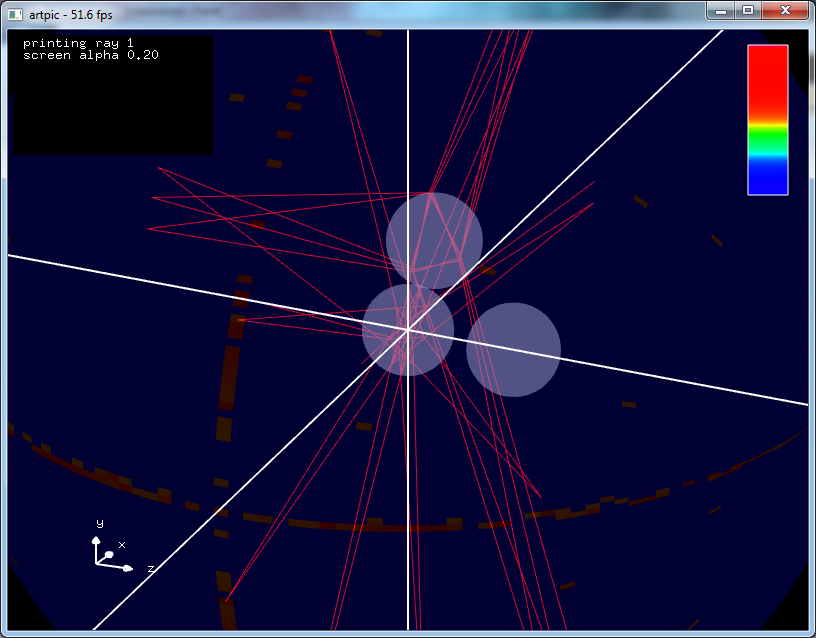 artpic - 51.6 fps
printing ray 1
screen alpha 0.20
y
x
z